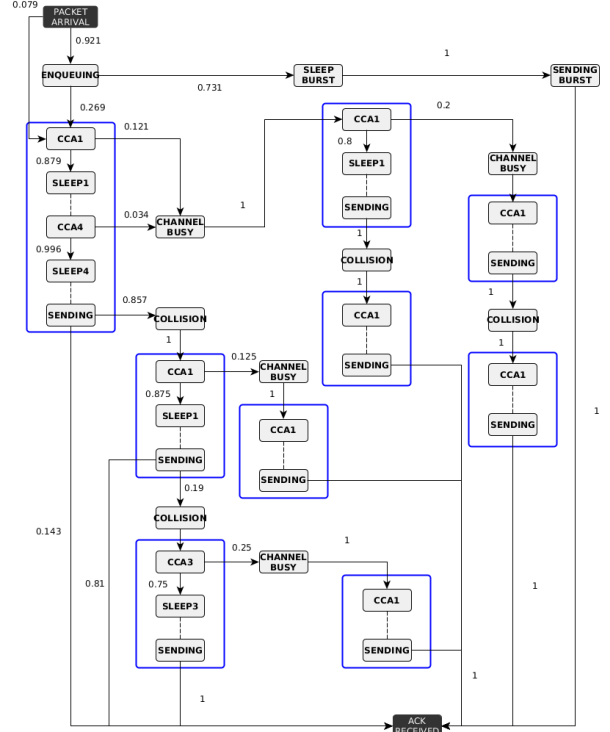 0.079
PACKET
ARRIVAL
0.921
ENQUEUING
0.731
SLEEP
BURST
1
SENDING
BURST
0.269
CCA1
0.121
0.879
SLEEP1
CCA4
0.034
CHANNEL
BUSY
0.996
SLEEP4
SENDING
0.857
COLLISION
1
CCA1
0.2
0.8
SLEEP1
SENDING
1
COLLISION
1
CCA1
SENDING
CHANNEL
BUSY
CCA1
SENDING
1
COLLISION
1
CCA1
SENDING
1
1
CCA1
0.125
CHANNEL
BUSY
0.875
SLEEP1
1
CCA1
SENDING
SENDING
0.19
COLLISION
0.143
CCA3
0.25
CHANNEL
BUSY
1
0.81
0.75
SLEEP3
SENDING
CCA1
SENDING
1
1
1
ACK
RECEIVED